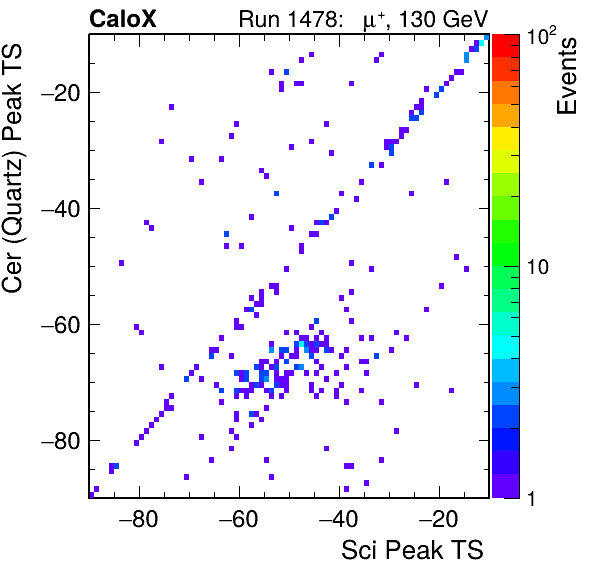 CaloX Run 1478: μ+, 130 GeV
Cer (Quartz) Peak TS
−20
−40
−60
−80
−80 −60 −40 −20
Sci Peak TS
10²
10
1
Events